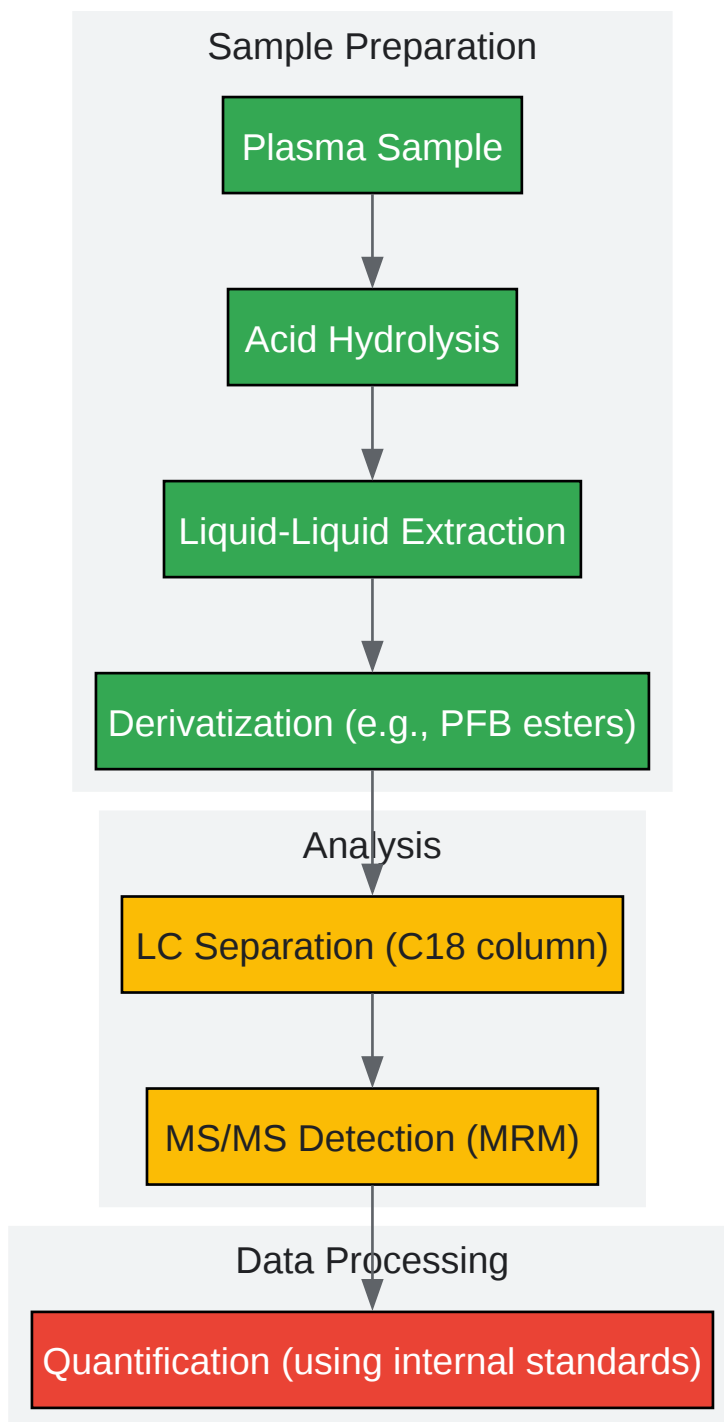 Sample Preparation
Plasma Sample
Acid Hydrolysis
Liquid-Liquid Extraction
Derivatization (e.g., PFB esters)
Analysis
LC Separation (C18 column)
MS/MS Detection (MRM)
Data Processing
Quantification (using internal standards)